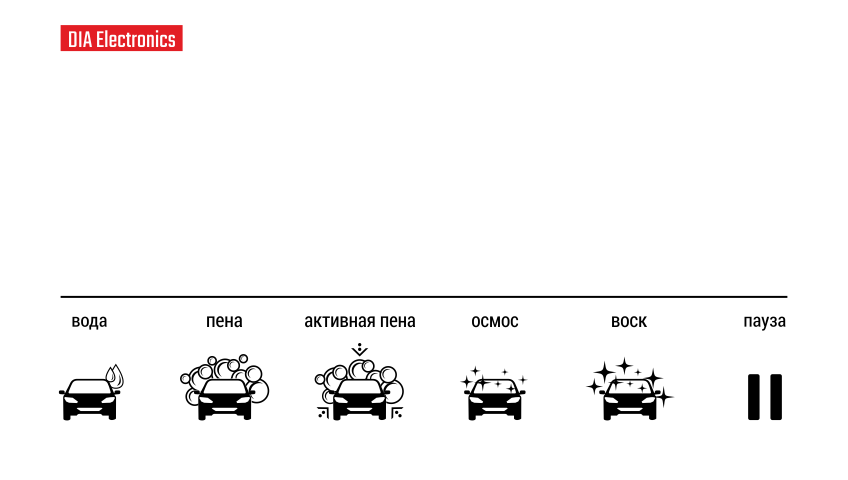 DIA Electronics
вода
пена
активная пена
осмос
воск
пауза